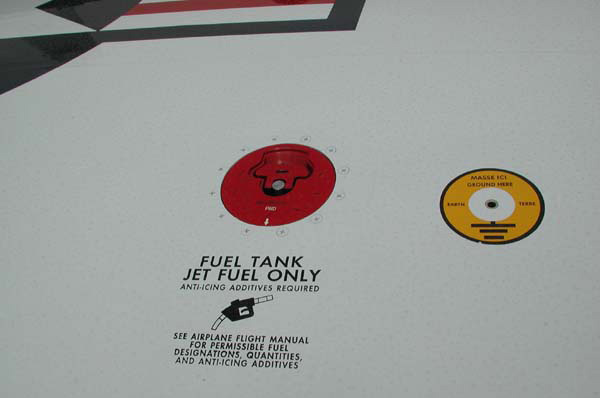 FWD
FUEL TANK
JET FUEL ONLY
ANTI-ICING ADDITIVES REQUIRED
SEE AIRPLANE FLIGHT MANUAL
FOR PERMISSIBLE FUEL
DESIGNATIONS, QUANTITIES,
AND ANTI-ICING ADDITIVES
MASSE ICI
GROUND HERE
EARTH TERRE